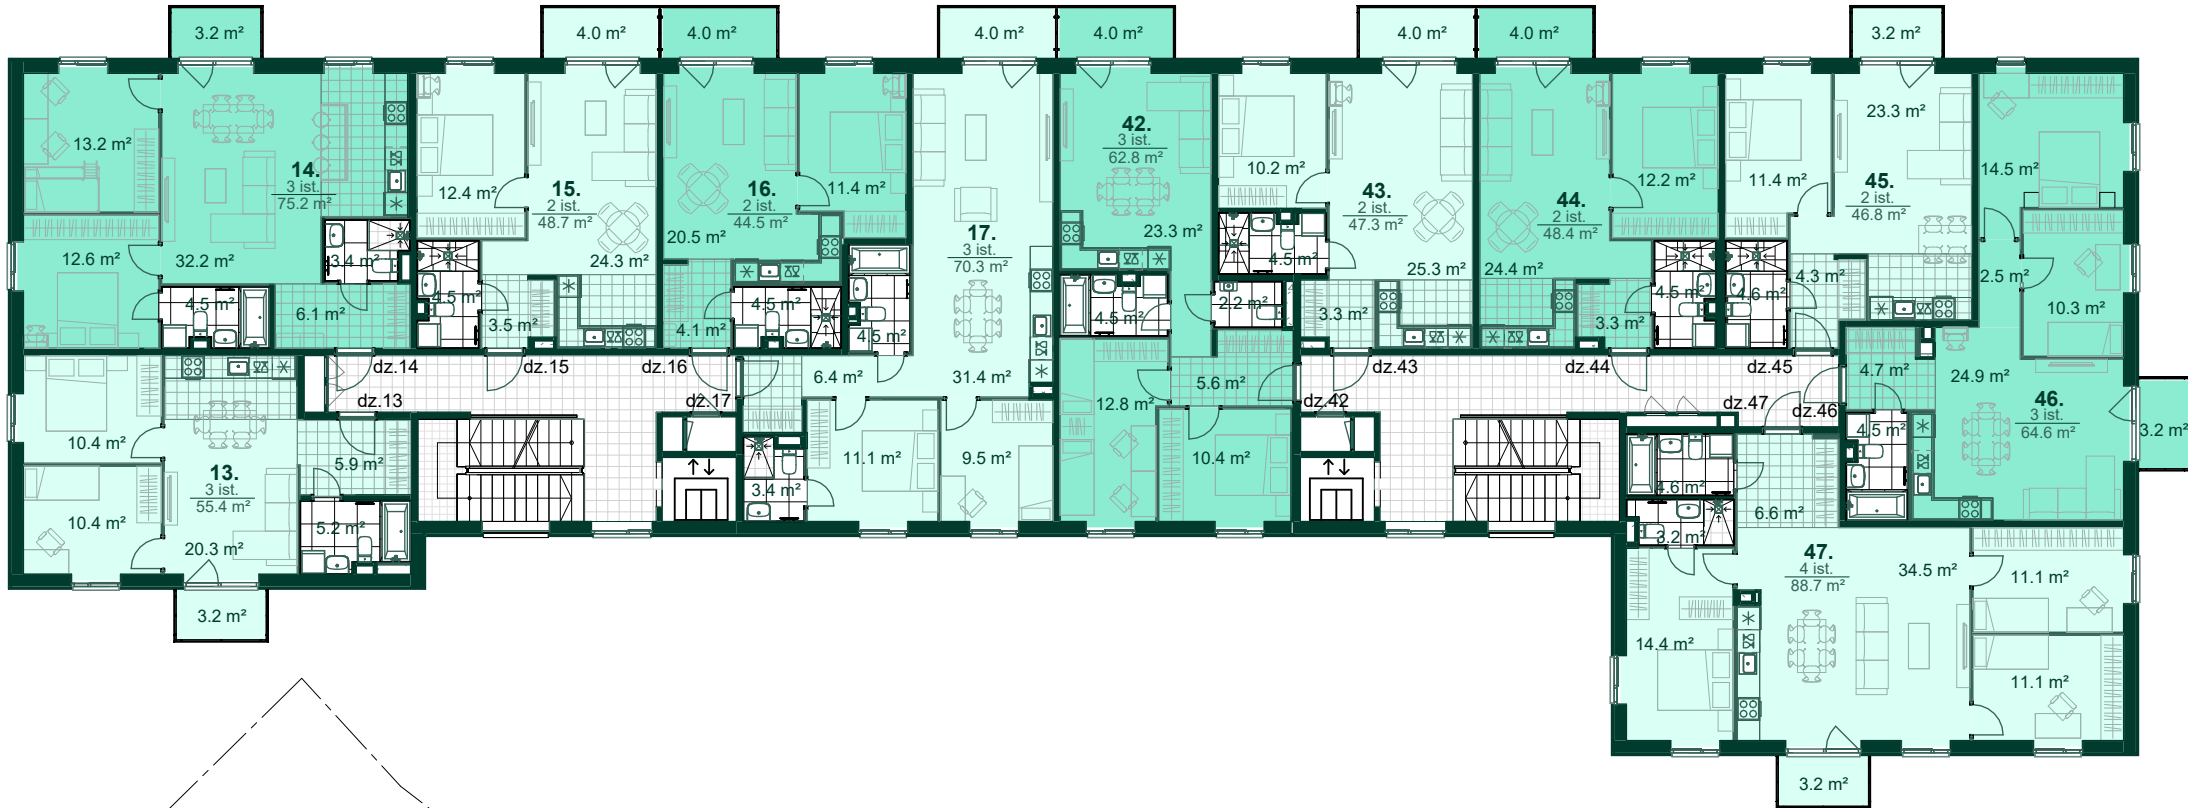 3.2 m²
4.0 m²
4.0 m²
4.0 m²
4.0 m²
4.0 m²
4.0 m²
3.2 m²
13.2 m²
14.
3 ist.
75.2 m²
12.6 m²
32.2 m²
3.4 m²
4.5 m²
6.1 m²
12.4 m²
15.
2 ist.
48.7 m²
24.3 m²
4.5 m²
3.5 m²
16.
2 ist.
44.5 m²
11.4 m²
20.5 m²
4.5 m²
4.1 m²
17.
3 ist.
70.3 m²
4.5 m²
6.4 m²
31.4 m²
11.1 m²
9.5 m²
3.4 m²
42.
3 ist.
62.8 m²
23.3 m²
4.5 m²
2.2 m²
5.6 m²
12.8 m²
10.4 m²
10.2 m²
43.
2 ist.
47.3 m²
4.5 m²
25.3 m²
3.3 m²
44.
2 ist.
48.4 m²
12.2 m²
24.4 m²
4.5 m²
3.3 m²
23.3 m²
11.4 m²
45.
2 ist.
46.8 m²
4.3 m²
4.6 m²
14.5 m²
2.5 m²
10.3 m²
4.7 m²
24.9 m²
46.
3 ist.
64.6 m²
4.5 m²
3.2 m²
dz.14
dz.13
dz.15
dz.16
dz.17
dz.43
dz.42
dz.44
dz.45
dz.47
dz.46
10.4 m²
13.
3 ist.
55.4 m²
5.9 m²
10.4 m²
5.2 m²
20.3 m²
3.2 m²
4.6 m²
6.6 m²
3.2 m²
47.
4 ist.
88.7 m²
34.5 m²
11.1 m²
14.4 m²
11.1 m²
3.2 m²